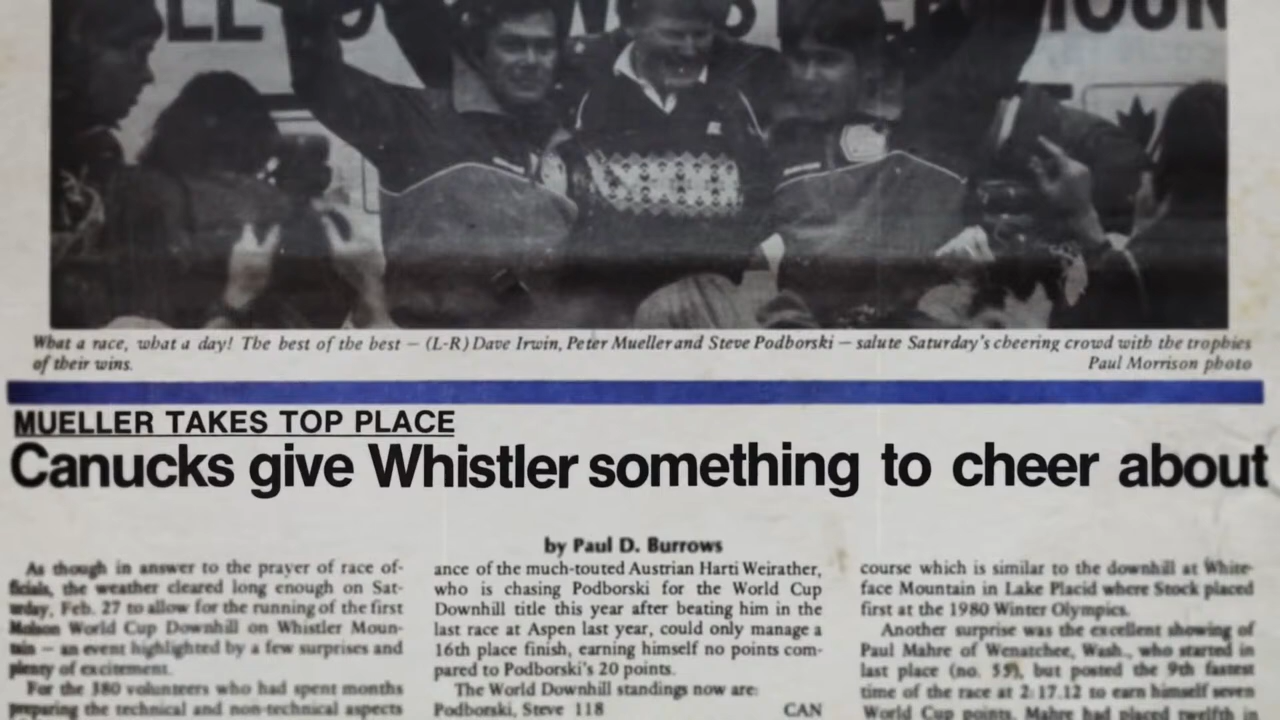 What a race, what a day! The best of the best — (L-R) Dave Irwin, Peter Mueller and Steve Podborski — salute Saturday's cheering crowd with the trophies
of their wins.
Paul Morrison photo
MUELLER TAKES TOP PLACE
Canucks give Whistler something to cheer about
by Paul D. Burrows
As though in answer to the prayer of race of-
ficials, the weather cleared long enough on Sat-
urday, Feb. 27 to allow for the running of the first
Molson World Cup Downhill on Whistler Moun-
tain — an event highlighted by a few surprises and
plenty of excitement.
For the 380 volunteers who had spent months
preparing the technical and non-technical aspects
ance of the much-touted Austrian Harti Weirather,
who is chasing Podborski for the World Cup
Downhill title this year after beating him in the
last race at Aspen last year, could only manage a
16th place finish, earning himself no points com-
pared to Podborski's 20 points.
The World Downhill standings now are:
Podborski, Steve 118 CAN
course which is similar to the downhill at White-
face Mountain in Lake Placid where Stock placed
first at the 1980 Winter Olympics.
Another surprise was the excellent showing of
Paul Mahre of Wenatchee, Wash., who started in
last place (no. 55), but posted the 9th fastest
time of the race at 2:17.12 to earn himself seven
World Cup points. Mahre had placed twelfth in